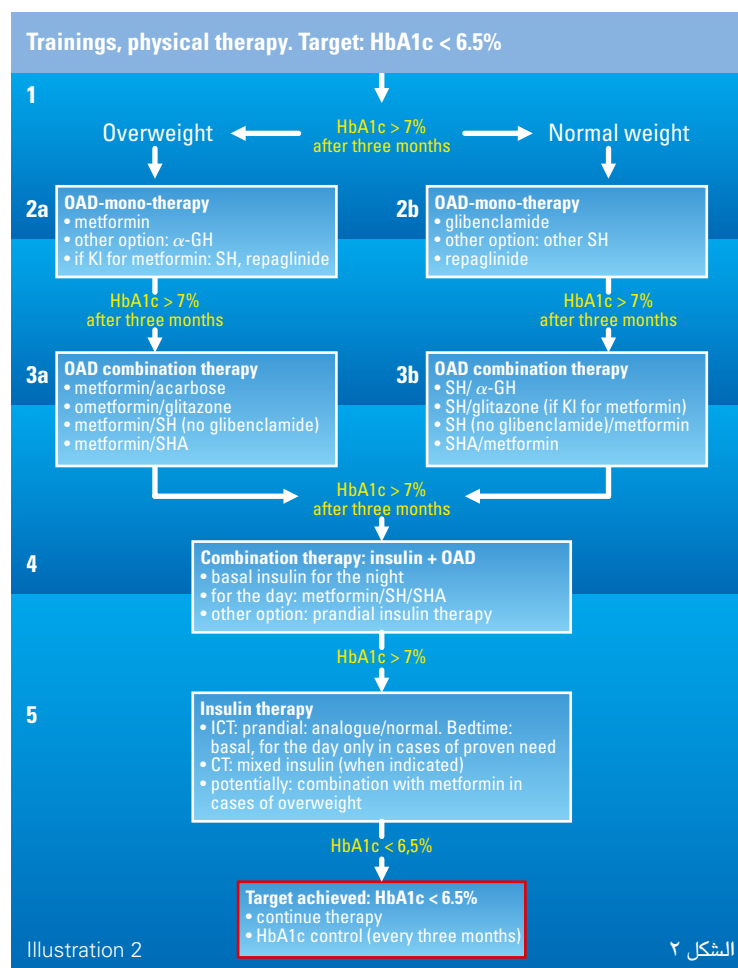 Trainings, physical therapy. Target: HbA1c < 6.5%
1
HbA1c > 7%
after three months
Overweight
Normal weight
2a
OAD-mono-therapy
• metformin
• other option: α-GH
• if KI for metformin: SH, repaglinide
2b
OAD-mono-therapy
• glibenclamide
• other option: other SH
• repaglinide
HbA1c > 7%
after three months
HbA1c > 7%
after three months
3a
OAD combination therapy
• metformin/acarbose
• ometformin/glitazone
• metformin/SH (no glibenclamide)
• metformin/SHA
3b
OAD combination therapy
• SH/ α-GH
• SH/glitazone (if KI for metformin)
• SH (no glibenclamide)/metformin
• SHA/metformin
HbA1c > 7%
after three months
4
Combination therapy: insulin + OAD
• basal insulin for the night
• for the day: metformin/SH/SHA
• other option: prandial insulin therapy
HbA1c > 7%
5
Insulin therapy
• ICT: prandial: analogue/normal. Bedtime:
basal, for the day only in cases of proven need
• CT: mixed insulin (when indicated)
• potentially: combination with metformin in
cases of overweight
HbA1c < 6,5%
Target achieved: HbA1c < 6.5%
• continue therapy
• HbA1c control (every three months)
Illustration 2
الشكل ٢